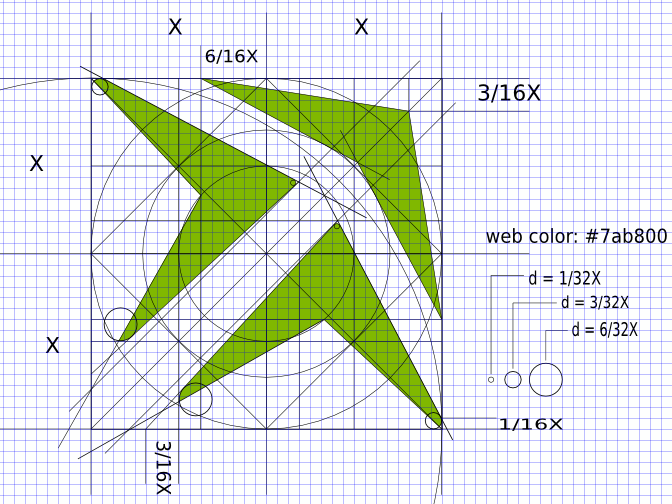 X
X
6/16X
3/16X
X
web color: #7ab800
d = 1/32X
d = 3/32X
d = 6/32X
X
1/16X
3/16X